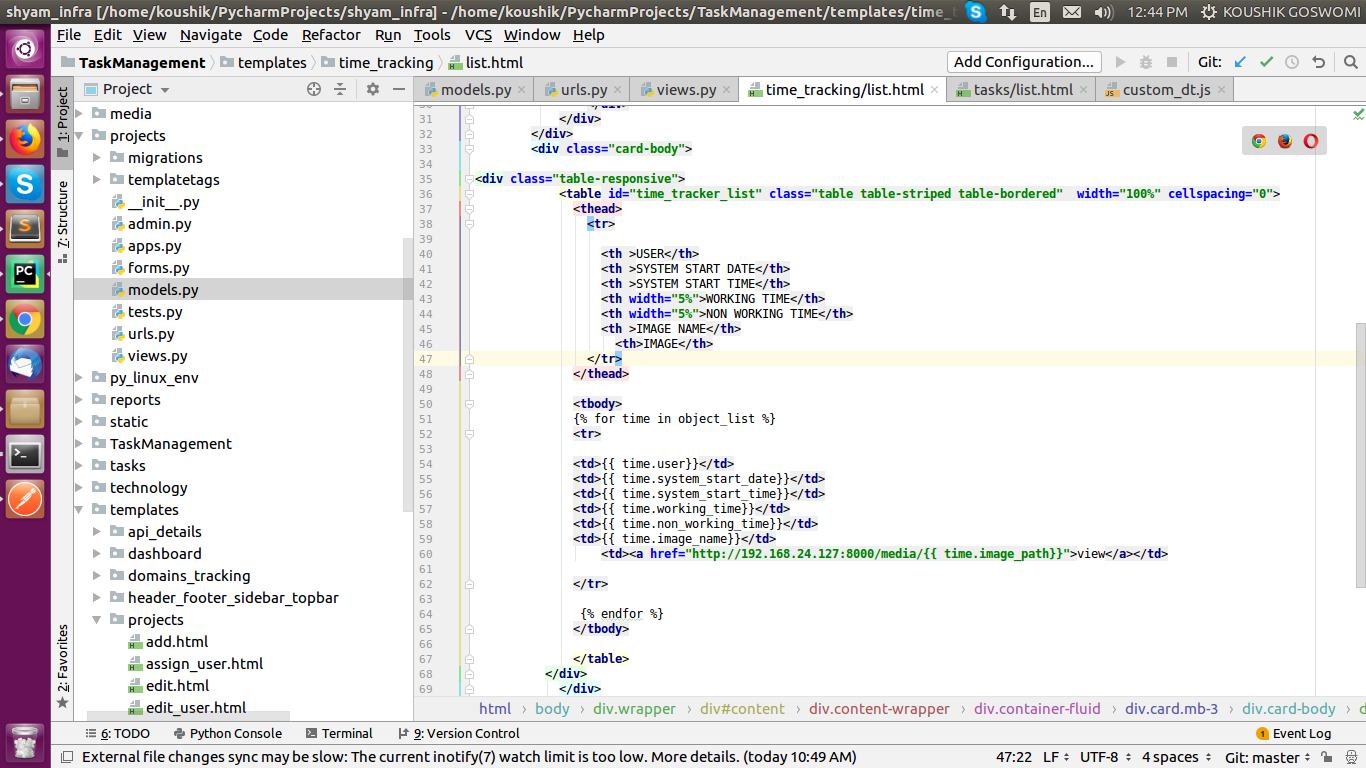 shyam_infra [/home/koushik/PycharmProjects/shyam_infra] - /home/koushik/PycharmProjects/TaskManagement/templates/time_
En
12:44 PM
KOUSHIK GOSWOMI
File Edit View Navigate Code Refactor Run Tools VCS Window Help
TaskManagement templates time_tracking list.html
Add Configuration...
Git:
Project
models.py urls.py views.py time_tracking/list.html tasks/list.html custom_dt.js
1: Project
7: Structure
2: Favorites
media
projects
migrations
templatetags
__init__.py
admin.py
apps.py
forms.py
models.py
tests.py
urls.py
views.py
py_linux_env
reports
static
TaskManagement
tasks
technology
templates
api_details
dashboard
domains_tracking
header_footer_sidebar_topbar
projects
add.html
assign_user.html
edit.html
edit_user.html
30 </div>
31 </div>
32 </div>
33 <div class="card-body">
34
35 <div class="table-responsive">
36 <table id="time_tracker_list" class="table table-striped table-bordered"  width="100%" cellspacing="0">
37 <thead>
38 <tr>
39
40 <th >USER</th>
41 <th >SYSTEM START DATE</th>
42 <th >SYSTEM START TIME</th>
43 <th width="5%">WORKING TIME</th>
44 <th width="5%">NON WORKING TIME</th>
45 <th >IMAGE NAME</th>
46 <th>IMAGE</th>
47 </tr>
48 </thead>
49
50 <tbody>
51 {% for time in object_list %}
52 <tr>
53
54 <td>{{ time.user}}</td>
55 <td>{{ time.system_start_date}}</td>
56 <td>{{ time.system_start_time}}</td>
57 <td>{{ time.working_time}}</td>
58 <td>{{ time.non_working_time}}</td>
59 <td>{{ time.image_name}}</td>
60 <td><a href="http://192.168.24.127:8000/media/{{ time.image_path}}">view</a></td>
61
62 </tr>
63
64 {% endfor %}
65 </tbody>
66
67 </table>
68 </div>
69 </div>
html body div.wrapper div#content div.content-wrapper div.container-fluid div.card.mb-3 div.card-body d
6: TODO Python Console Terminal 9: Version Control
1 Event Log
External file changes sync may be slow: The current inotify(7) watch limit is too low. More details. (today 10:49 AM)
47:22 LF UTF-8 4 spaces Git: master